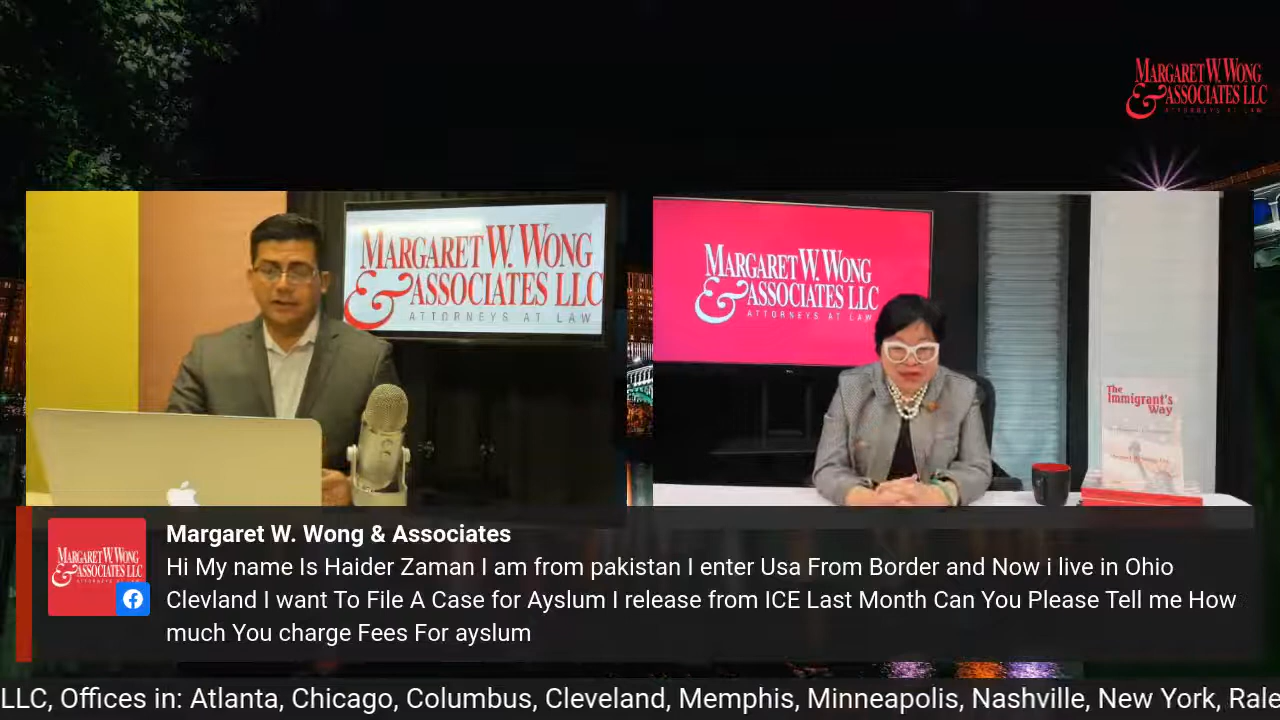 MARGARET W. WONG
& ASSOCIATES LLC
ATTORNEYS AT LAW
MARGARET W. WONG
& ASSOCIATES LLC
ATTORNEYS AT LAW
MARGARET W. WONG
& ASSOCIATES LLC
ATTORNEYS AT LAW
The
Immigrant's
Way
MARGARET W. WONG
& ASSOCIATES LLC
Margaret W. Wong & Associates
Hi My name Is Haider Zaman I am from pakistan I enter Usa From Border and Now i live in Ohio
Clevland I want To File A Case for Ayslum I release from ICE Last Month Can You Please Tell me How
much You charge Fees For ayslum
LLC, Offices in: Atlanta, Chicago, Columbus, Cleveland, Memphis, Minneapolis, Nashville, New York, Rale